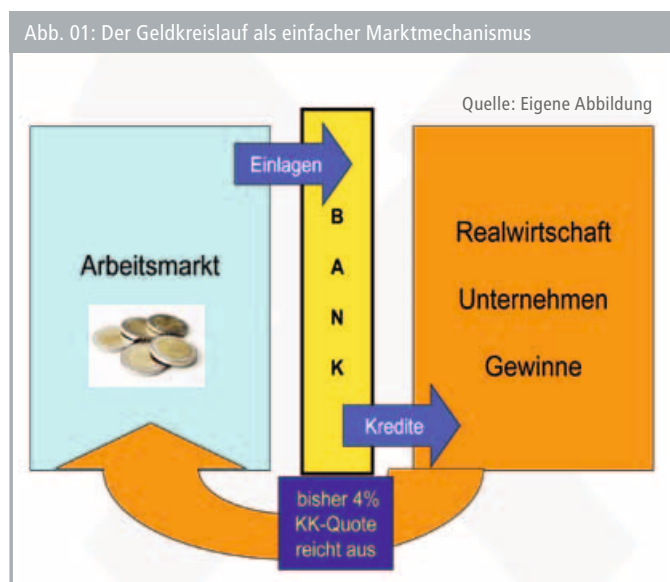 Abb. 01: Der Geldkreislauf als einfacher Marktmechanismus
Quelle: Eigene Abbildung
Einlagen
B
A
N
K
Arbeitsmarkt
Realwirtschaft
Unternehmen
Gewinne
Kredite
bisher 4%
KK-Quote
reicht aus